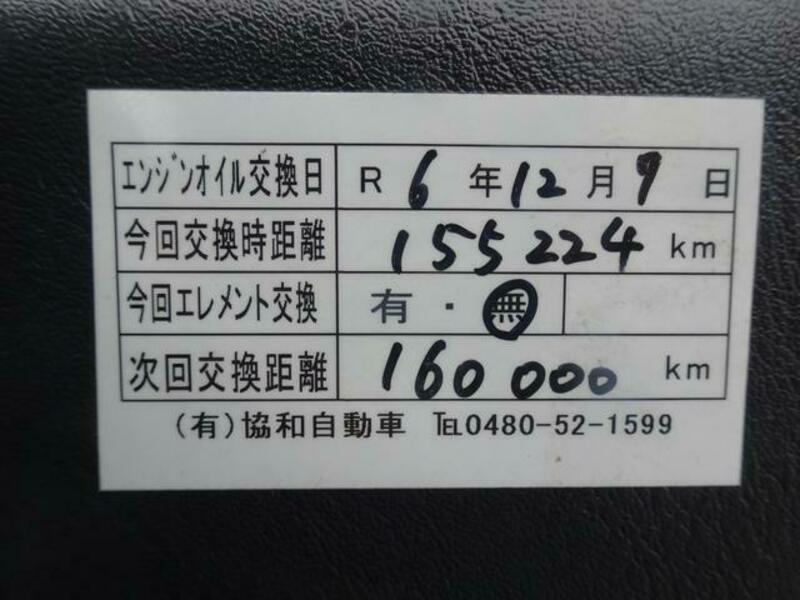 エンジンオイル交換日 R 6 年 12 月 9 日
今回交換時距離 155224 km
今回エレメント交換 有・無
次回交換距離 160000 km
(有)協和自動車 ℡0480-52-1599